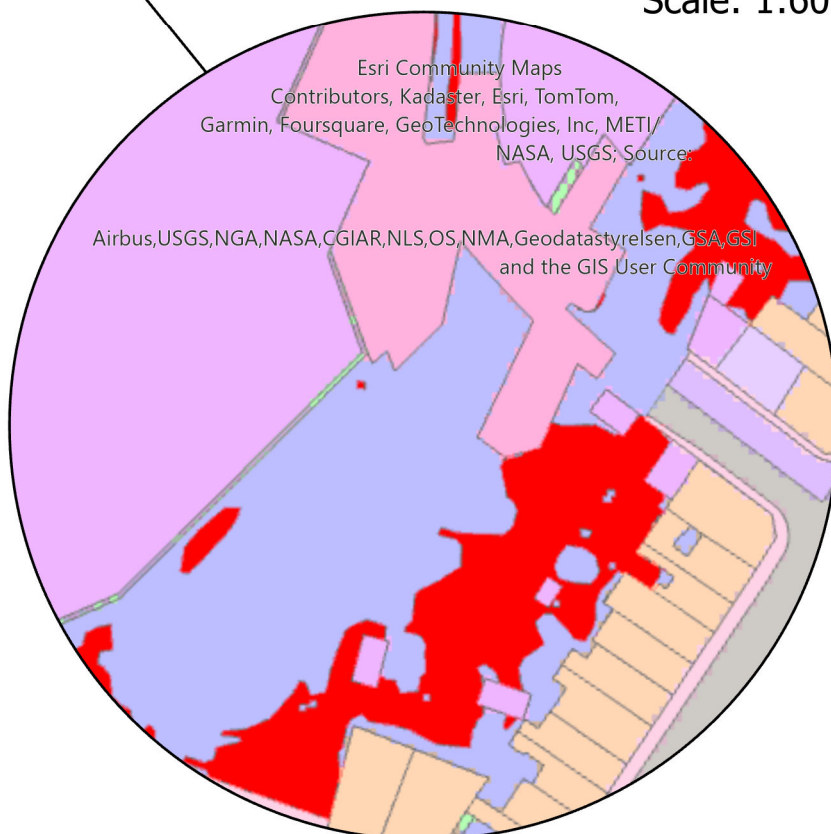 Scale: 1:60
Esri Community Maps
Contributors, Kadaster, Esri, TomTom,
Garmin, Foursquare, GeoTechnologies, Inc, METI/
NASA, USGS; Source:
Airbus,USGS,NGA,NASA,CGIAR,NLS,OS,NMA,Geodatastyrelsen,GSA,GSI
and the GIS User Community